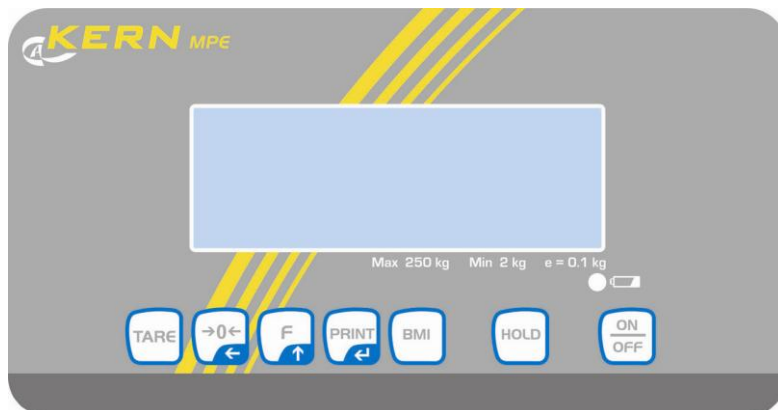 KERN MPE
Max 250 kg Min 2 kg e = 0.1 kg
TARE →0← F PRINT BMI HOLD ON
OFF